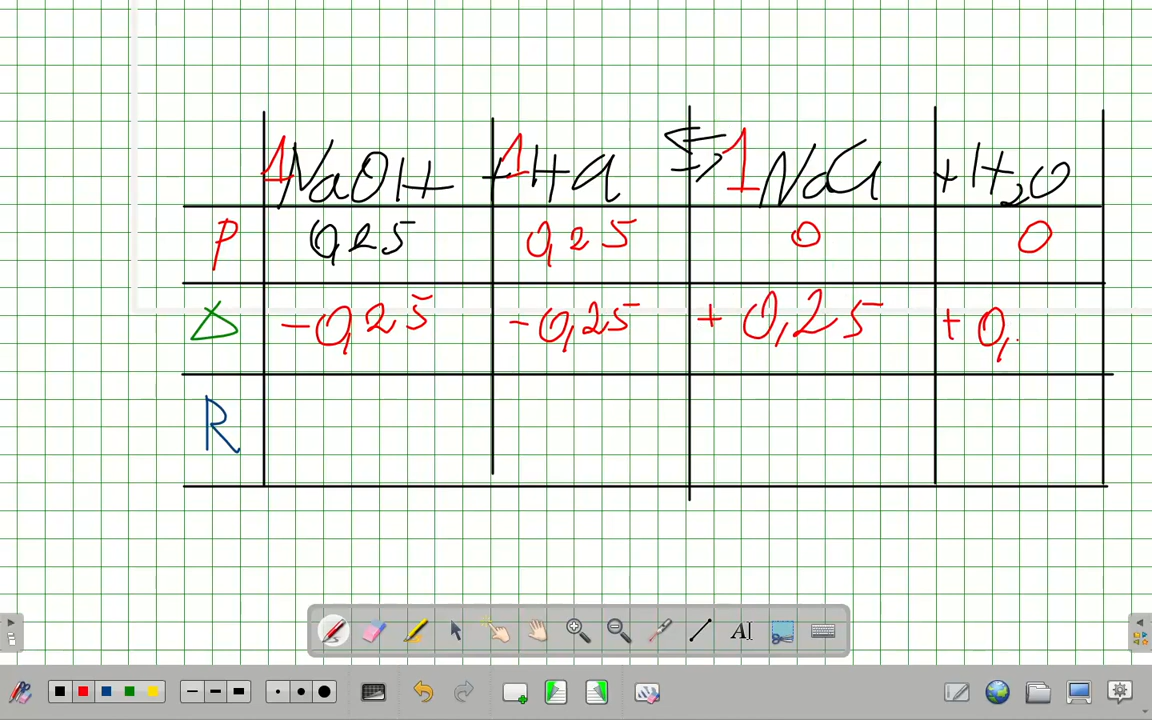 1NaOH +1HCl ⇆ 1NaCl +H₂O
P 0,25 0,25 0 0
Δ -0,25 -0,25 +0,25 +0,
R